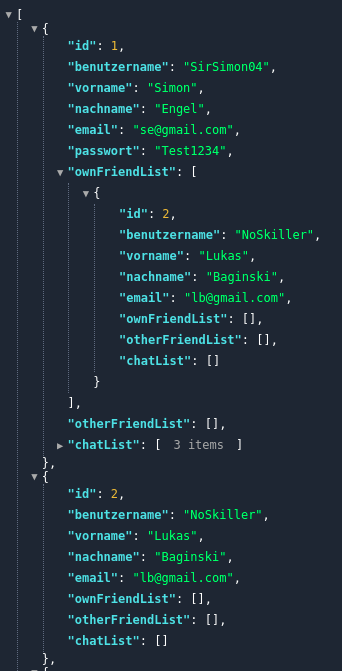 [
{
"id": 1,
"benutzername": "SirSimon04",
"vorname": "Simon",
"nachname": "Engel",
"email": "se@gmail.com",
"passwort": "Test1234",
"ownFriendList": [
{
"id": 2,
"benutzername": "NoSkiller",
"vorname": "Lukas",
"nachname": "Baginski",
"email": "lb@gmail.com",
"ownFriendList": [],
"otherFriendList": [],
"chatList": []
}
],
"otherFriendList": [],
"chatList": [ 3 items ]
},
{
"id": 2,
"benutzername": "NoSkiller",
"vorname": "Lukas",
"nachname": "Baginski",
"email": "lb@gmail.com",
"ownFriendList": [],
"otherFriendList": [],
"chatList": []
},
{